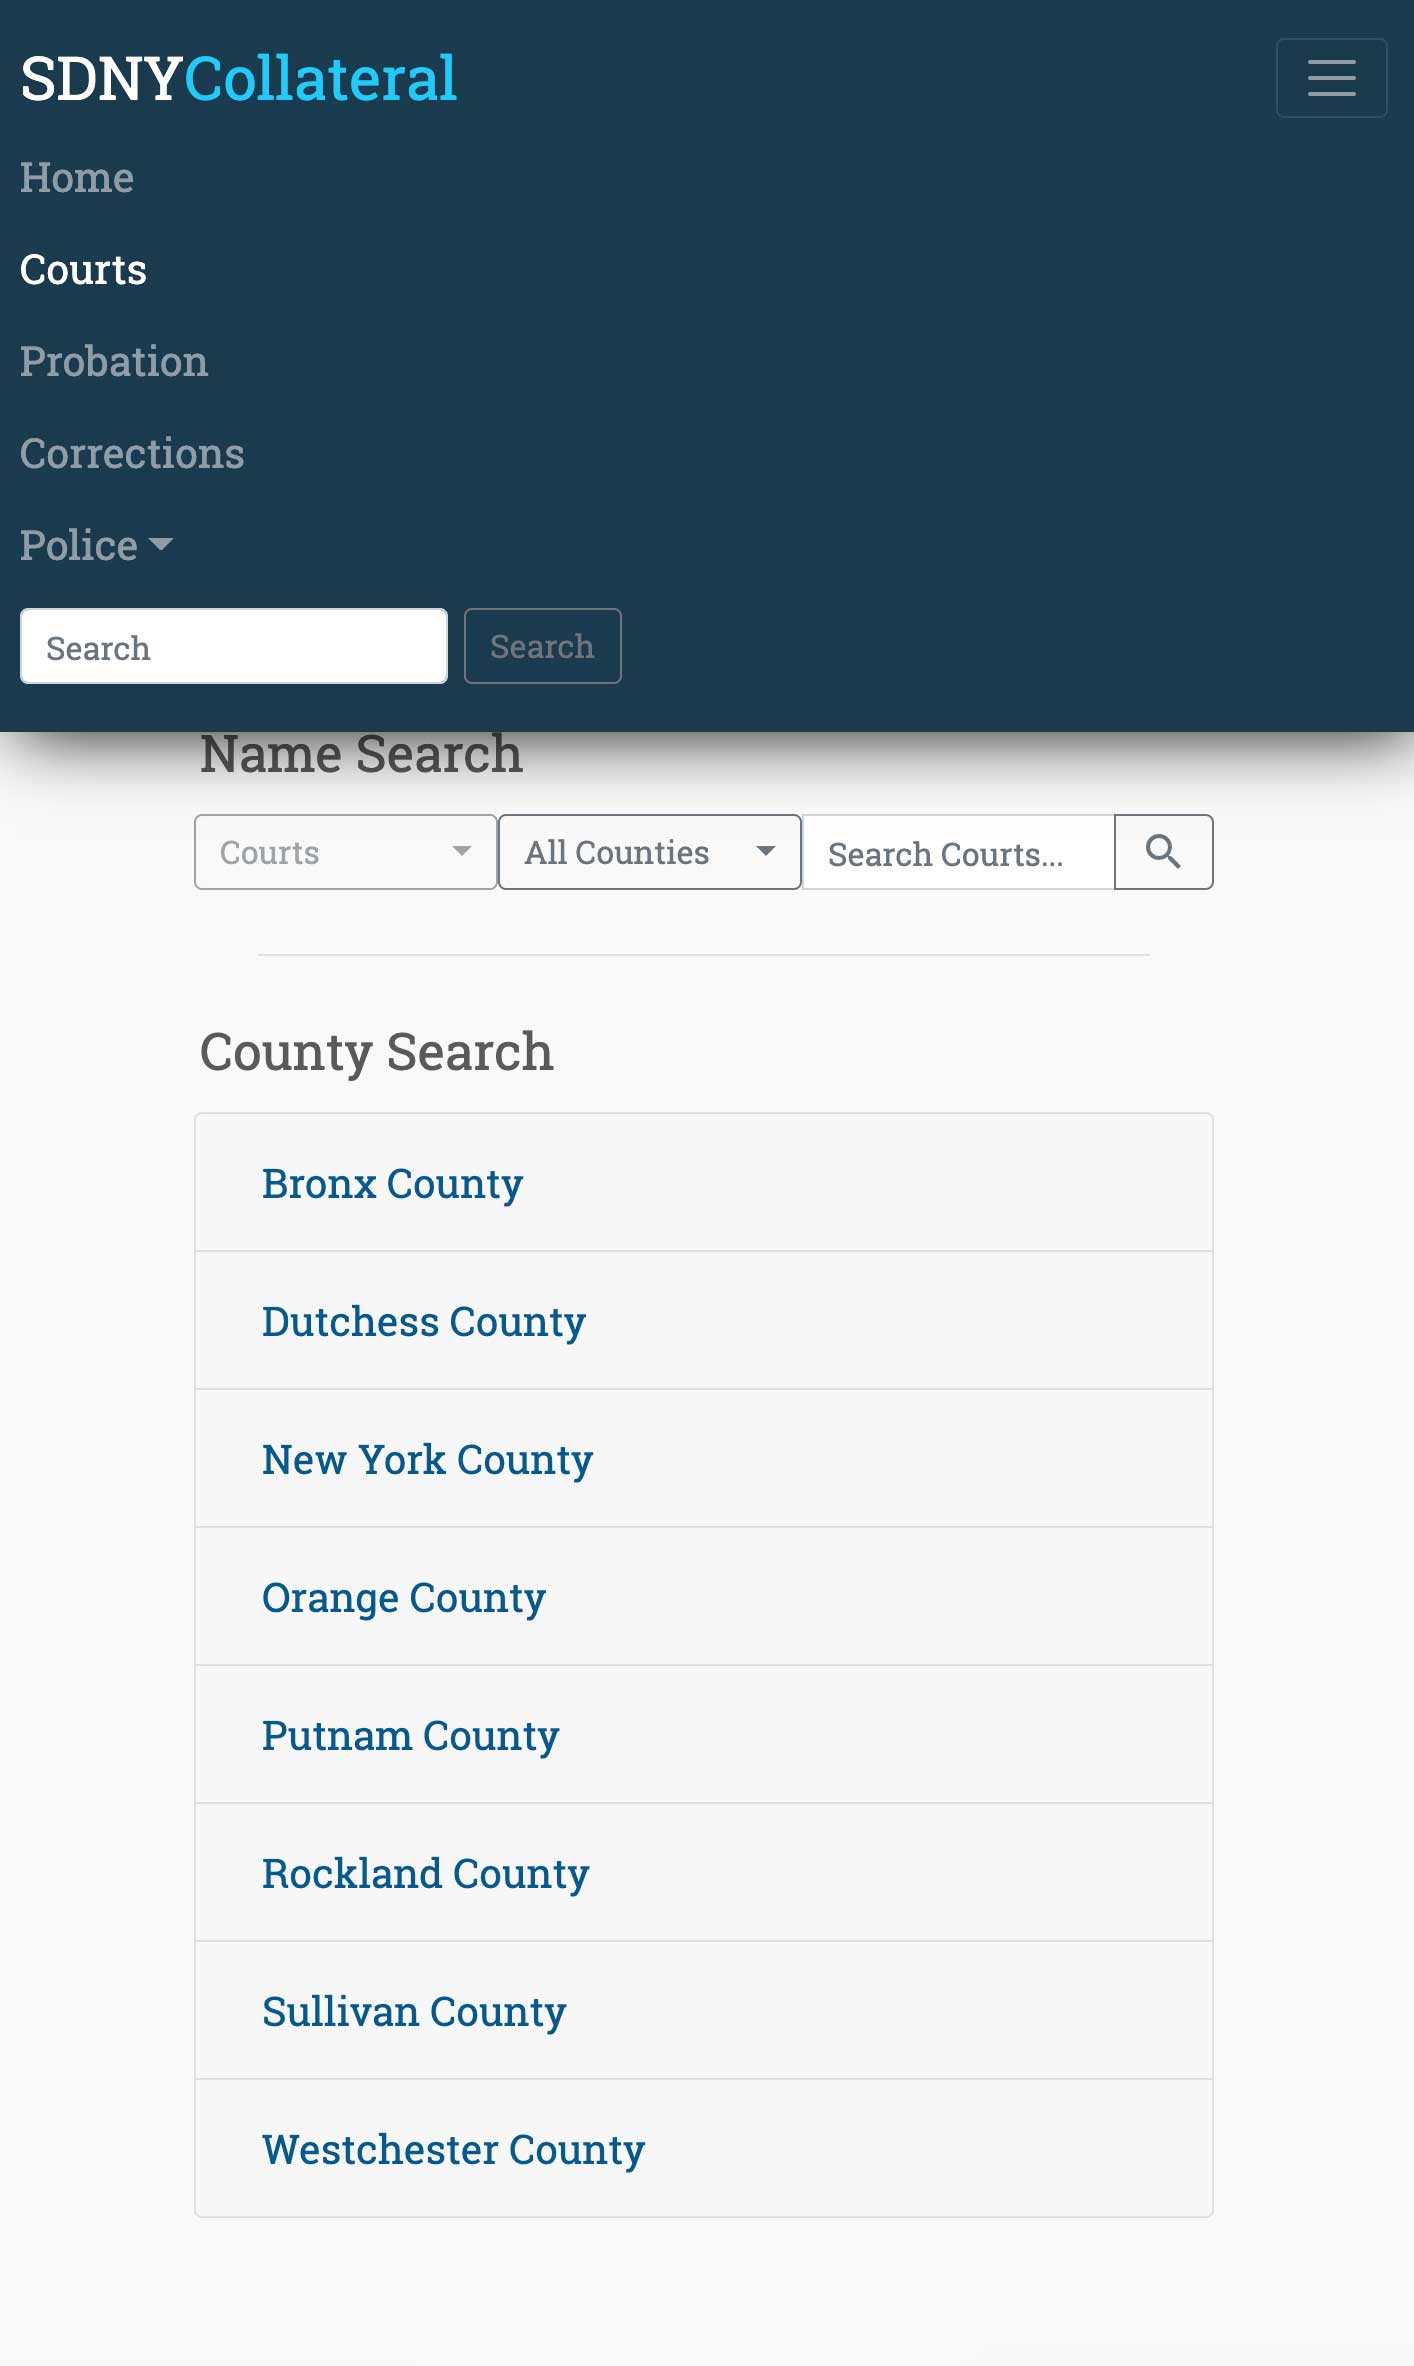 SDNYCollateral
Home
Courts
Probation
Corrections
Police
Search Search
Name Search
Courts All Counties Search Courts...
County Search
Bronx County
Dutchess County
New York County
Orange County
Putnam County
Rockland County
Sullivan County
Westchester County